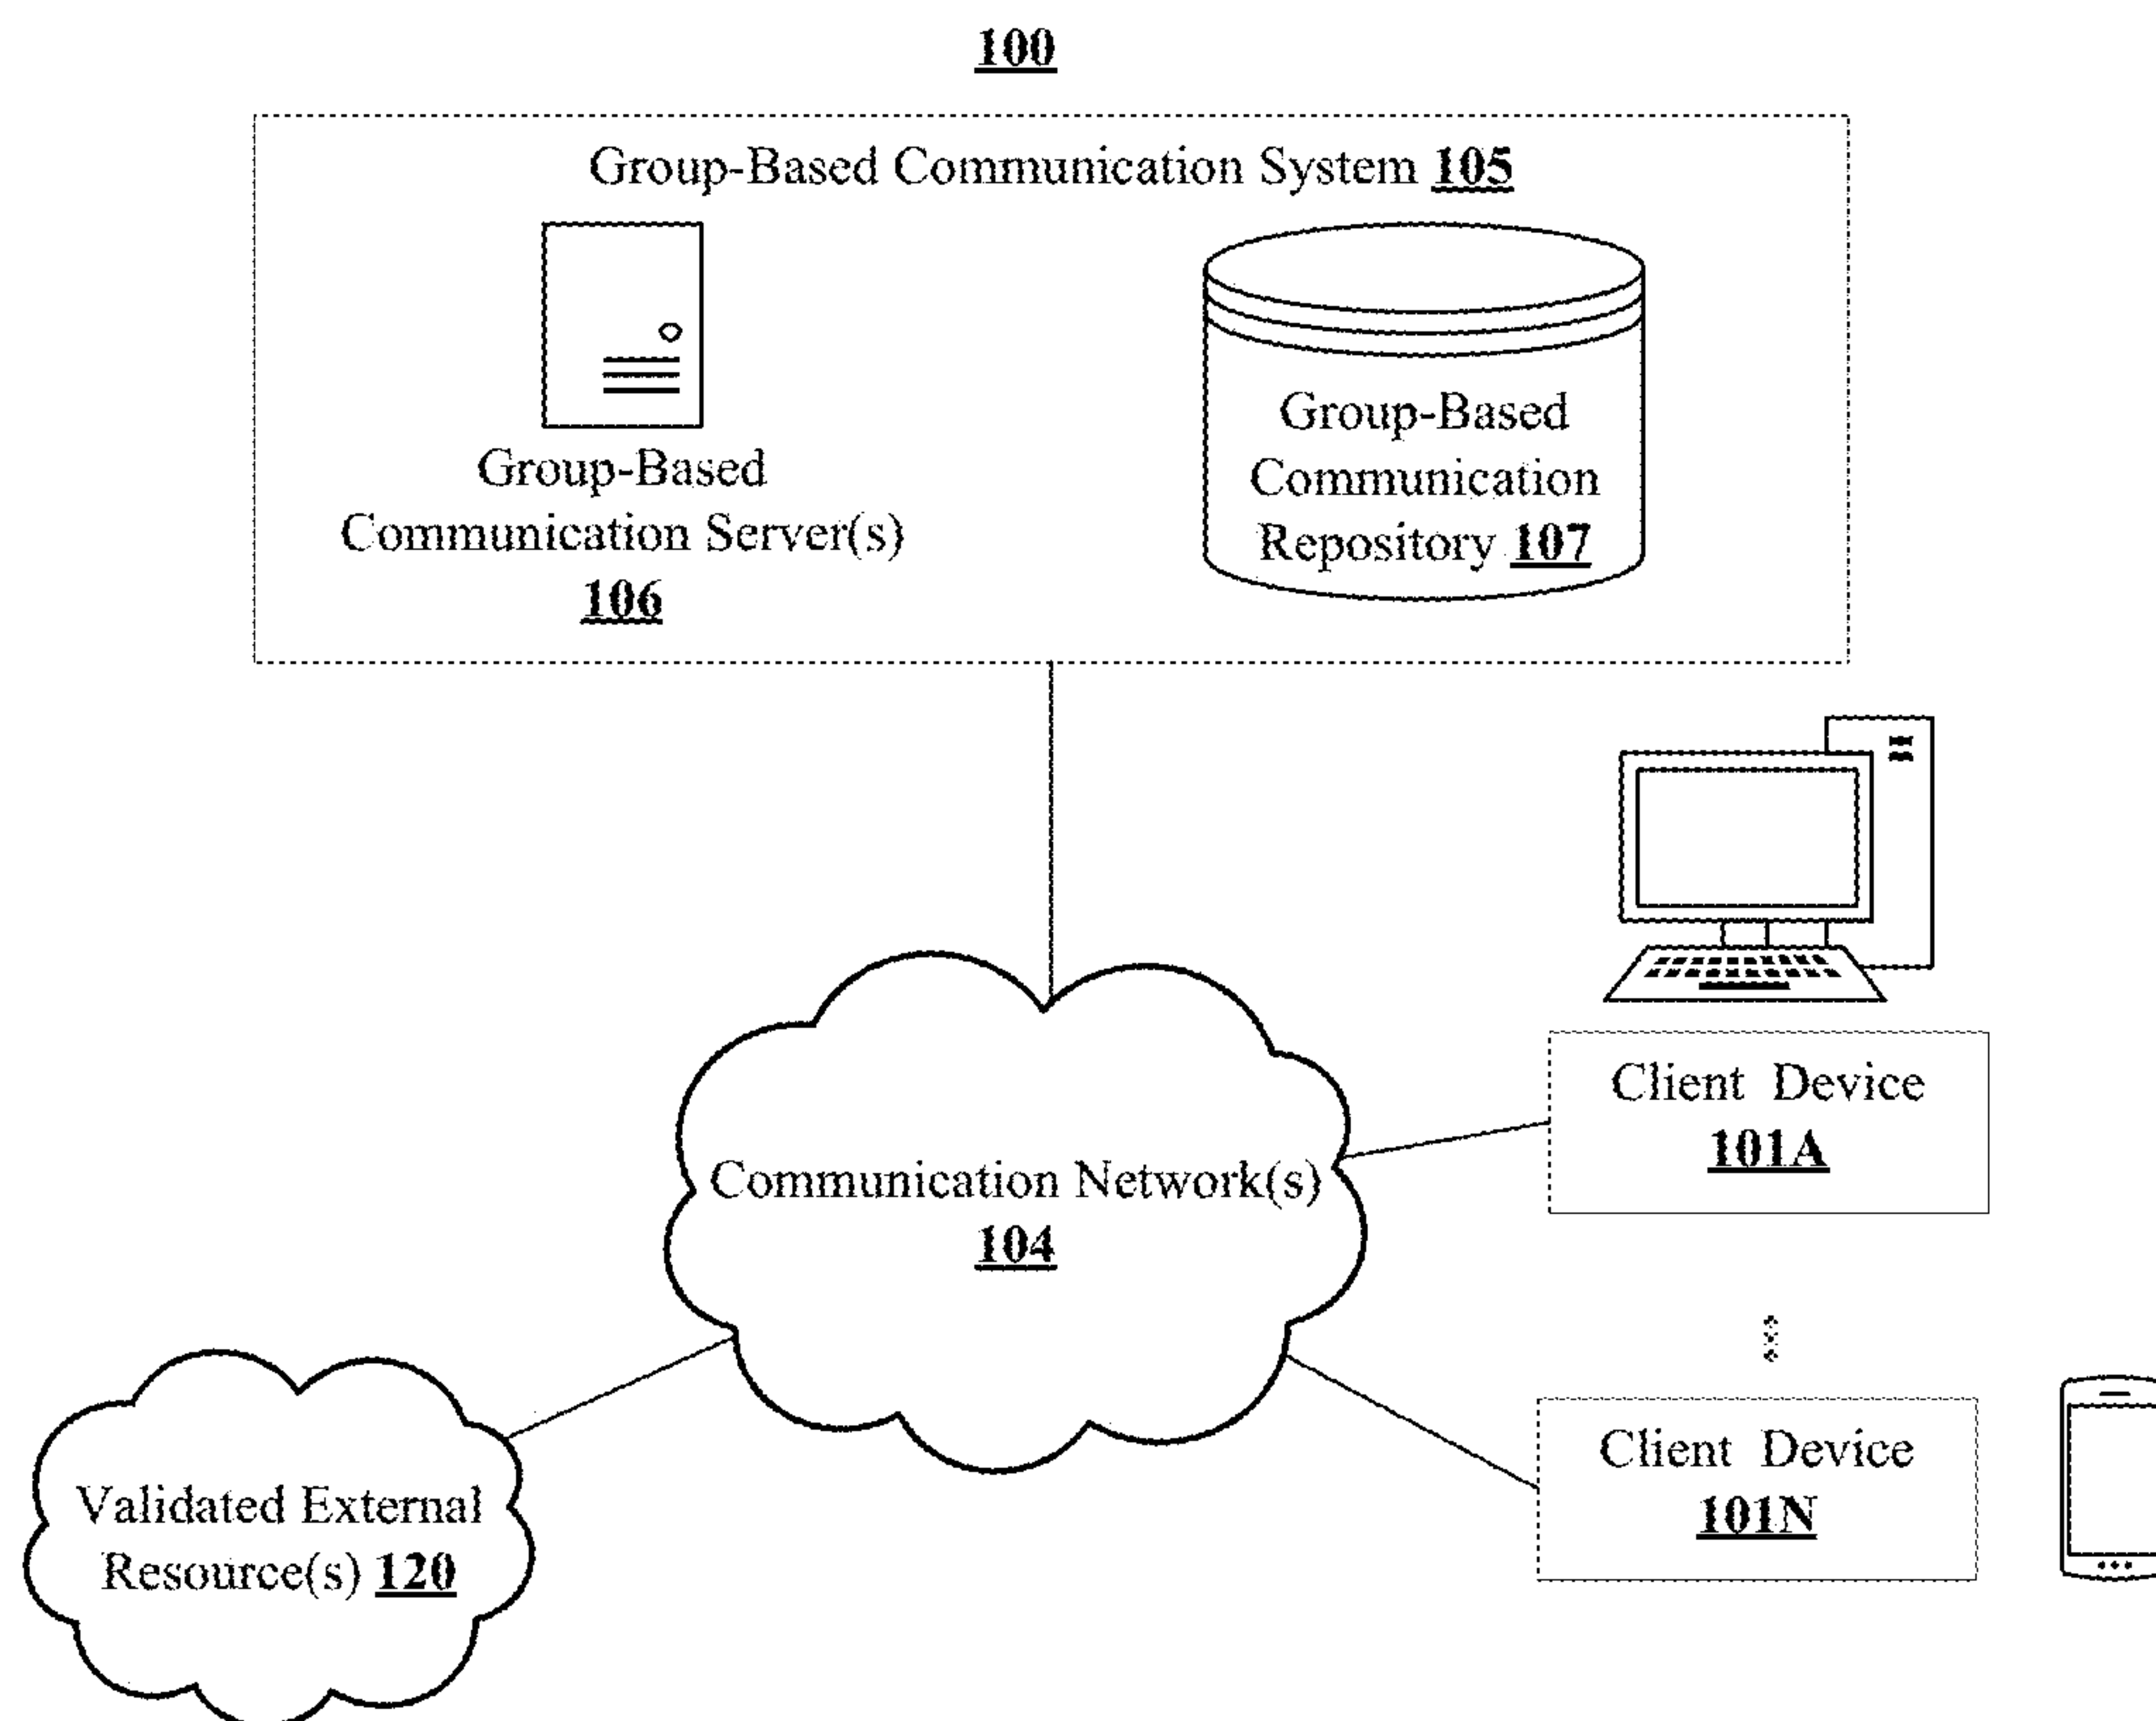 100
Group-Based Communication System 105
Group-Based
Communication Server(s)
106
Group-Based
Communication
Repository 107
Client Device
101A
Communication Network(s)
104
Client Device
101N
Validated External
Resource(s) 120